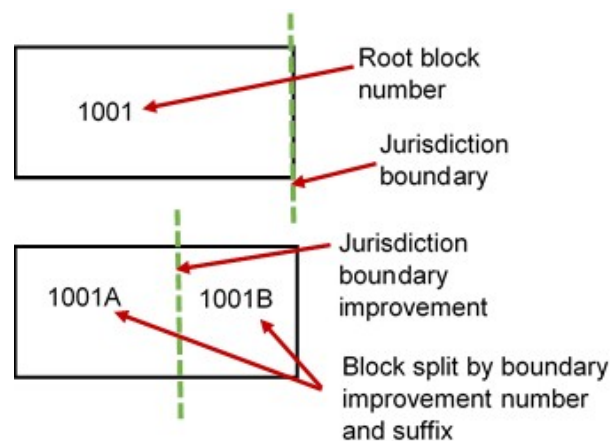 Root block
number
1001
Jurisdiction
boundary
Jurisdiction
boundary
improvement
1001A
1001B
Block split by boundary
improvement number
and suffix